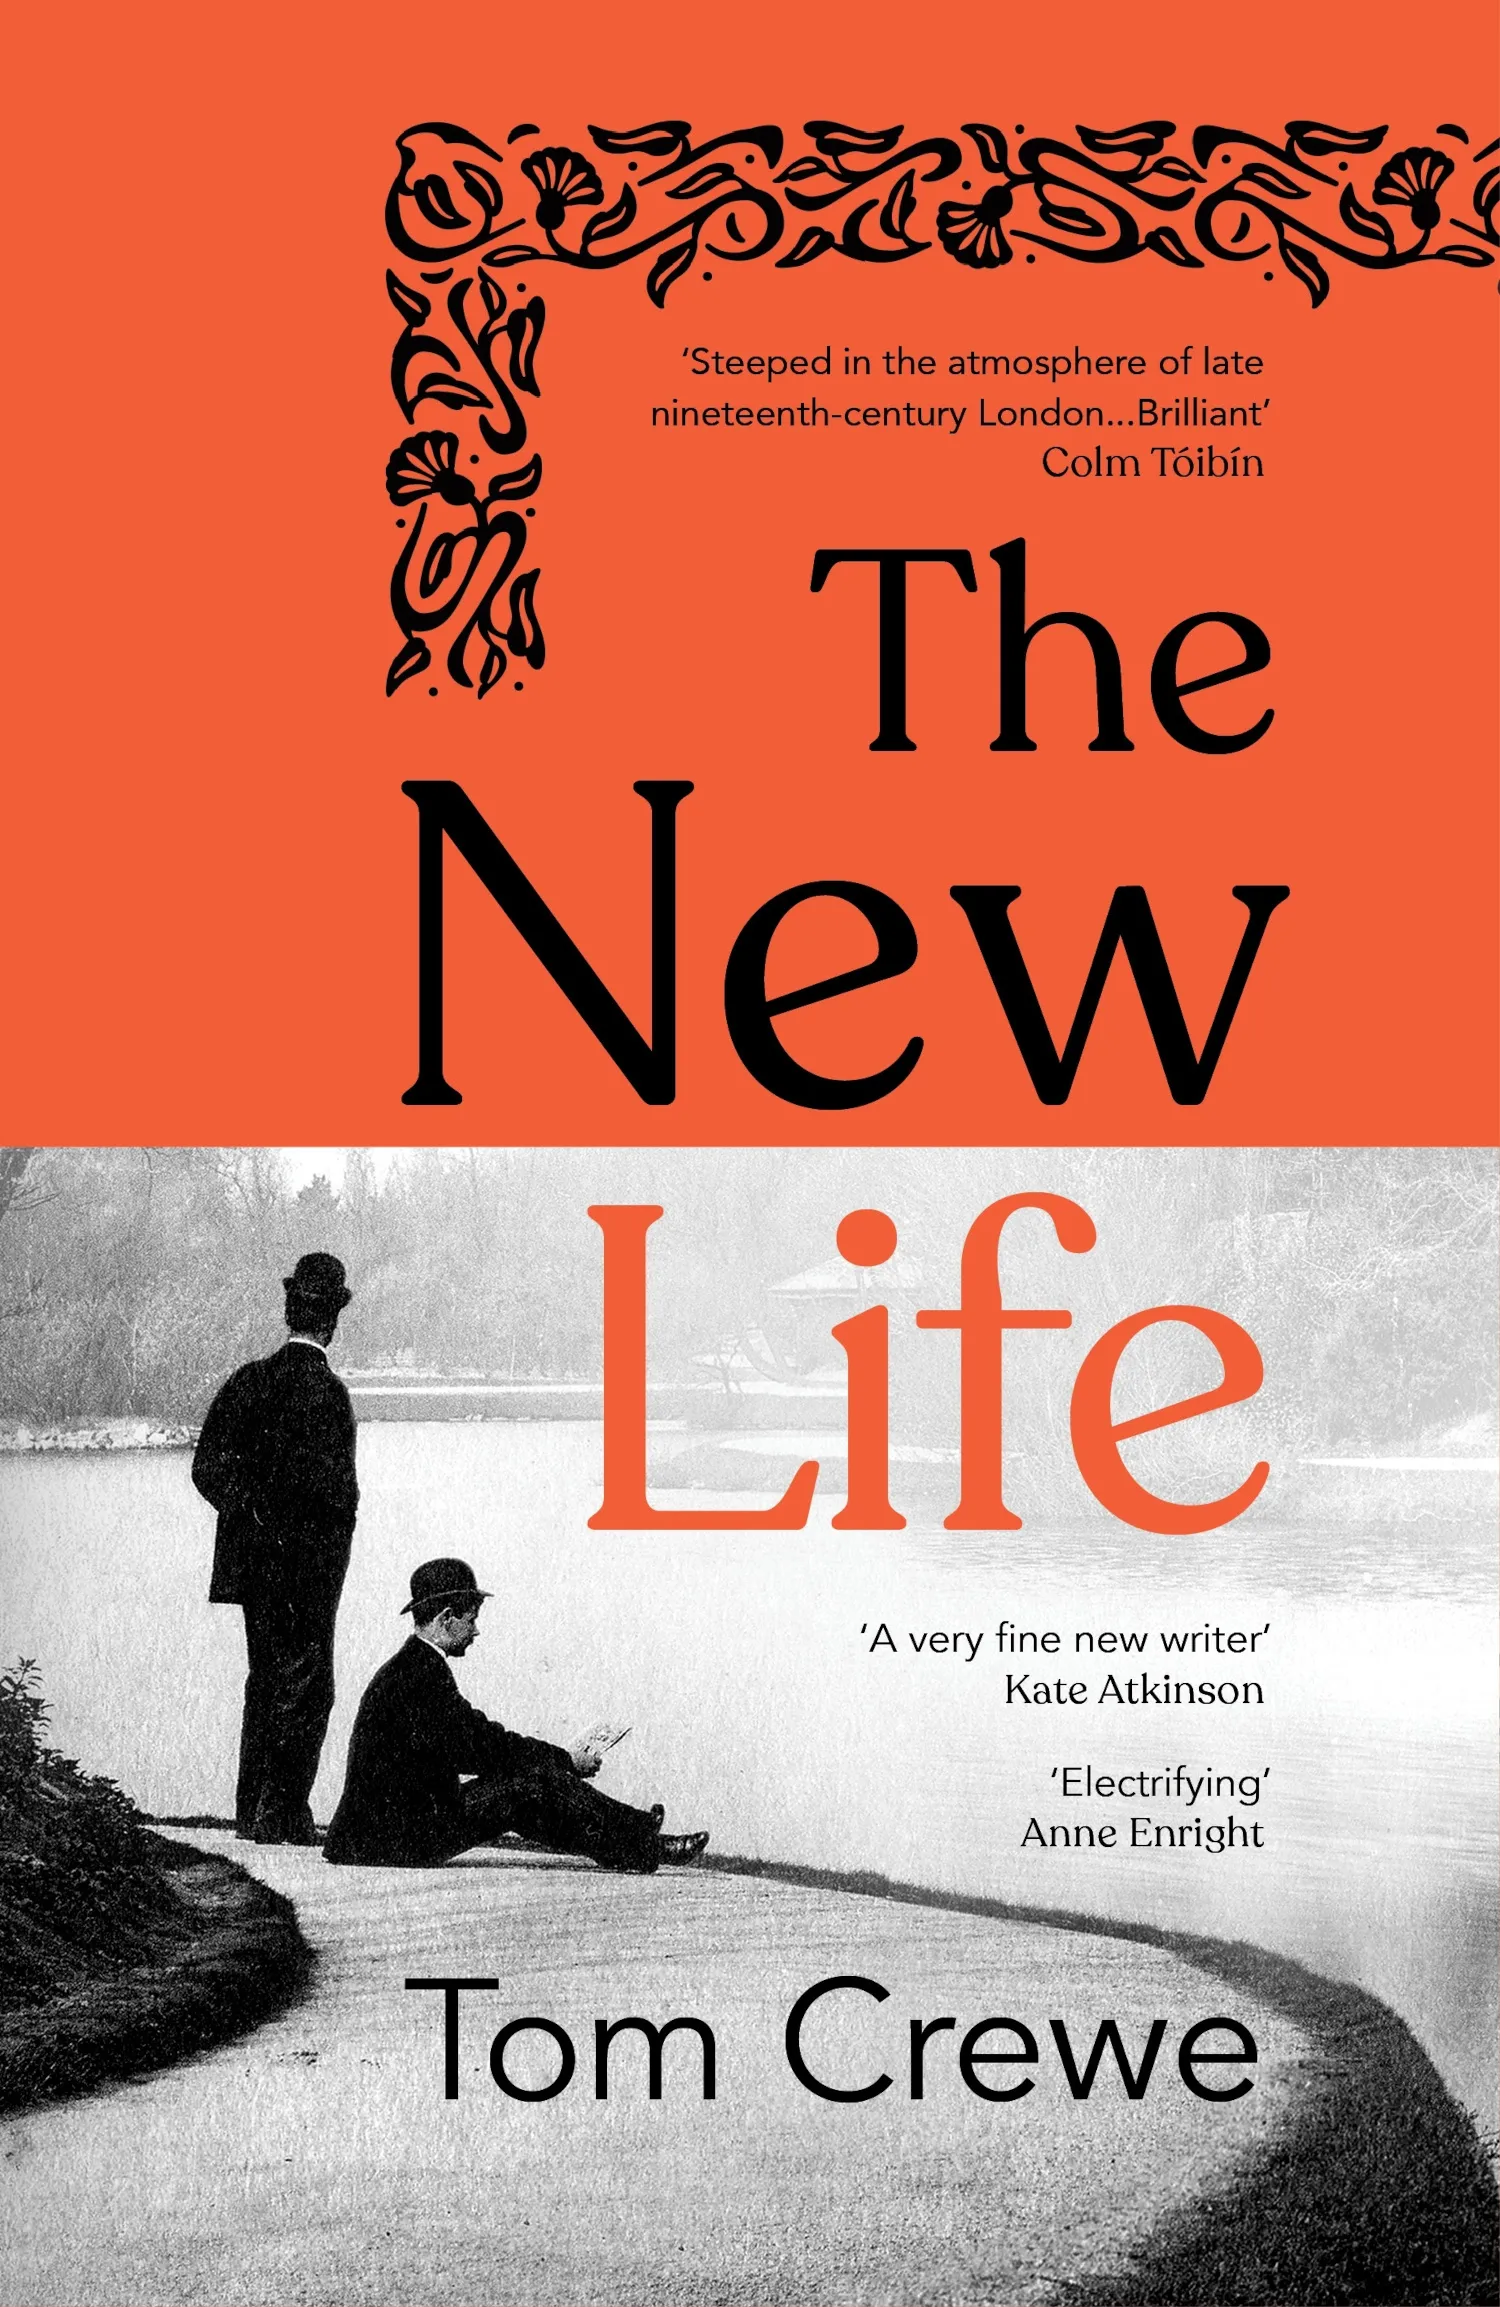 ‘Steeped in the atmosphere of late
nineteenth-century London...Brilliant’
Colm Tóibín
The
New
Life
‘A very fine new writer’
Kate Atkinson
‘Electrifying’
Anne Enright
Tom Crewe